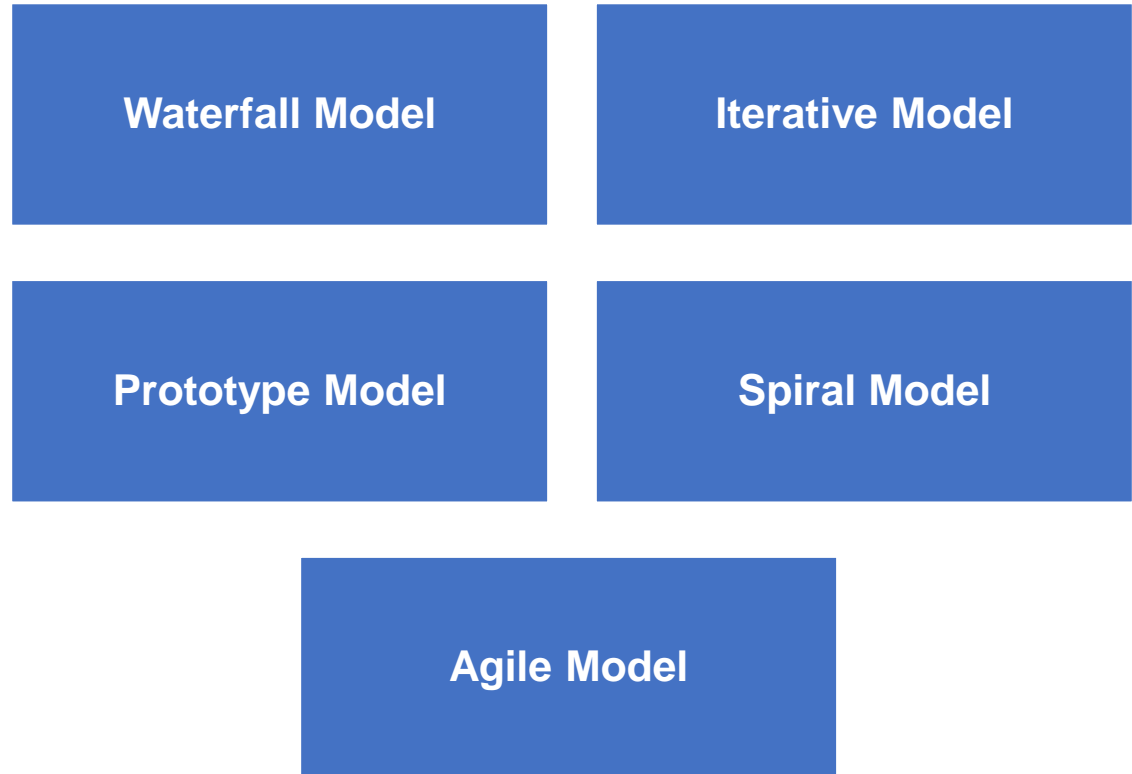 Waterfall Model
Iterative Model
Prototype Model
Spiral Model
Agile Model